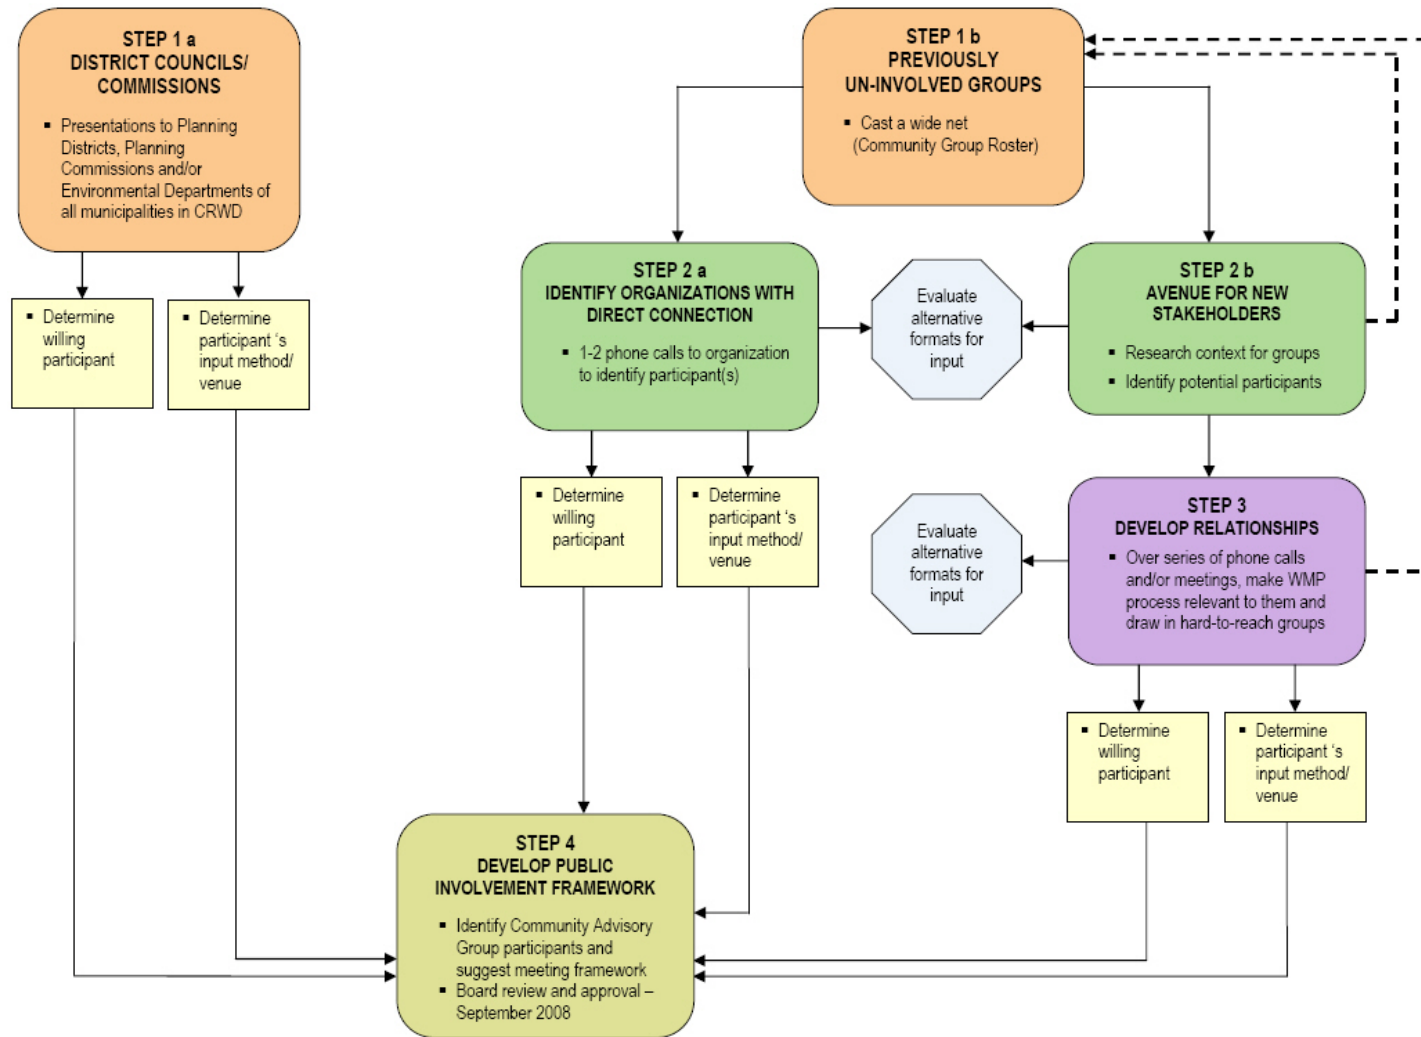 STEP 1 a
DISTRICT COUNCILS/
COMMISSIONS
▪ Presentations to Planning
Districts, Planning
Commissions and/or
Environmental Departments of
all municipalities in CRWD
▪ Determine
willing
participant
▪ Determine
participant ‘s
input method/
venue
STEP 1 b
PREVIOUSLY
UN-INVOLVED GROUPS
▪ Cast a wide net
(Community Group Roster)
STEP 2 a
IDENTIFY ORGANIZATIONS WITH
DIRECT CONNECTION
▪ 1-2 phone calls to organization
to identify participant(s)
Evaluate
alternative
formats for
input
STEP 2 b
AVENUE FOR NEW
STAKEHOLDERS
▪ Research context for groups
▪ Identify potential participants
▪ Determine
willing
participant
▪ Determine
participant ‘s
input method/
venue
Evaluate
alternative
formats for
input
STEP 3
DEVELOP RELATIONSHIPS
▪ Over series of phone calls
and/or meetings, make WMP
process relevant to them and
draw in hard-to-reach groups
▪ Determine
willing
participant
▪ Determine
participant ‘s
input method/
venue
STEP 4
DEVELOP PUBLIC
INVOLVEMENT FRAMEWORK
▪ Identify Community Advisory
Group participants and
suggest meeting framework
▪ Board review and approval –
September 2008